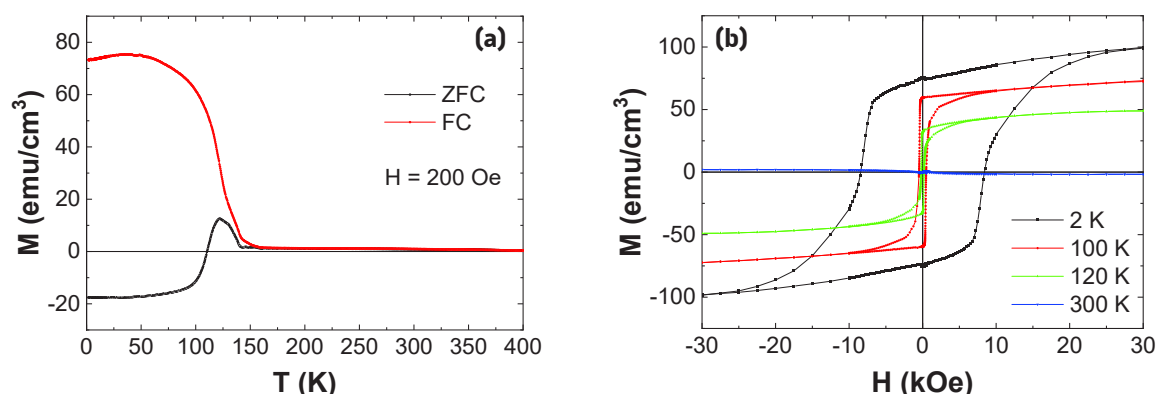 (a)
ZFC
FC
H = 200 Oe
M (emu/cm³)
80
60
40
20
0
-20
0 50 100 150 200 250 300 350 400
T (K)
(b)
2 K
100 K
120 K
300 K
M (emu/cm³)
100
50
0
-50
-100
-30 -20 -10 0 10 20 30
H (kOe)